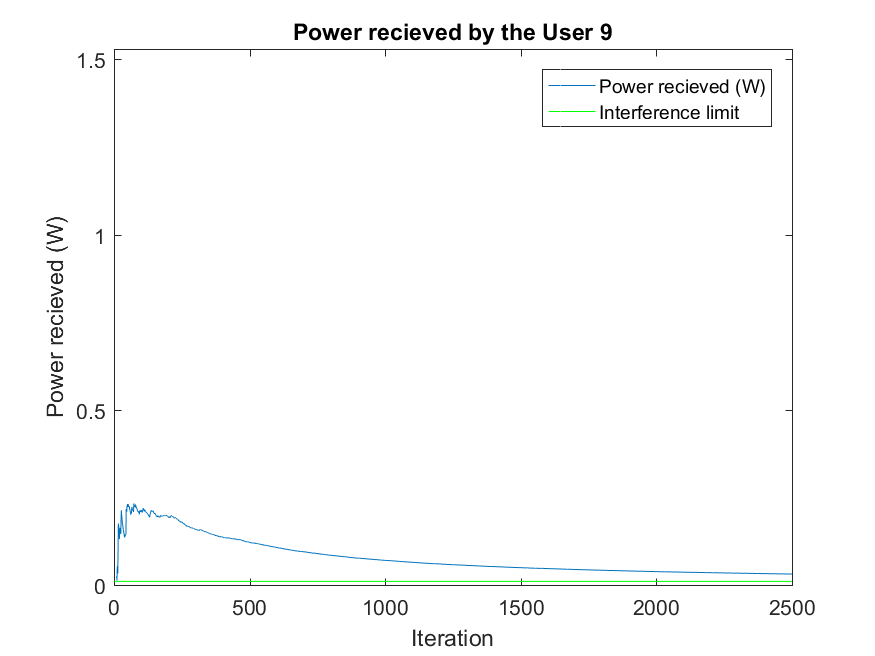 Power recieved by the User 9
1.5
Power recieved (W)
Interference limit
1
Power recieved (W)
0.5
0
0
500
1000
1500
2000
2500
Iteration